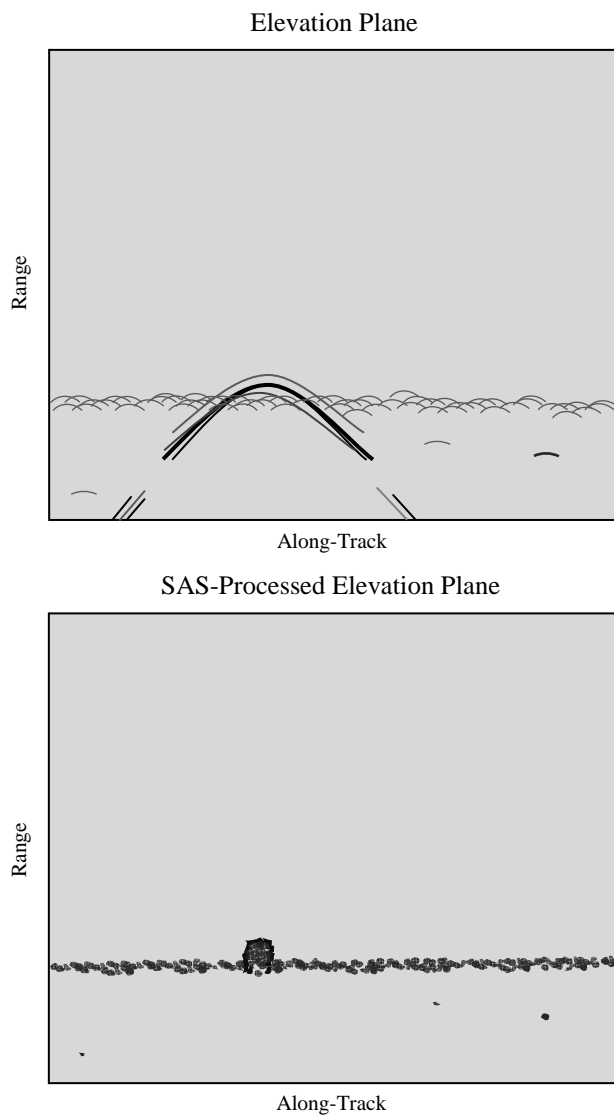 Elevation Plane
Range
Along-Track
SAS-Processed Elevation Plane
Range
Along-Track